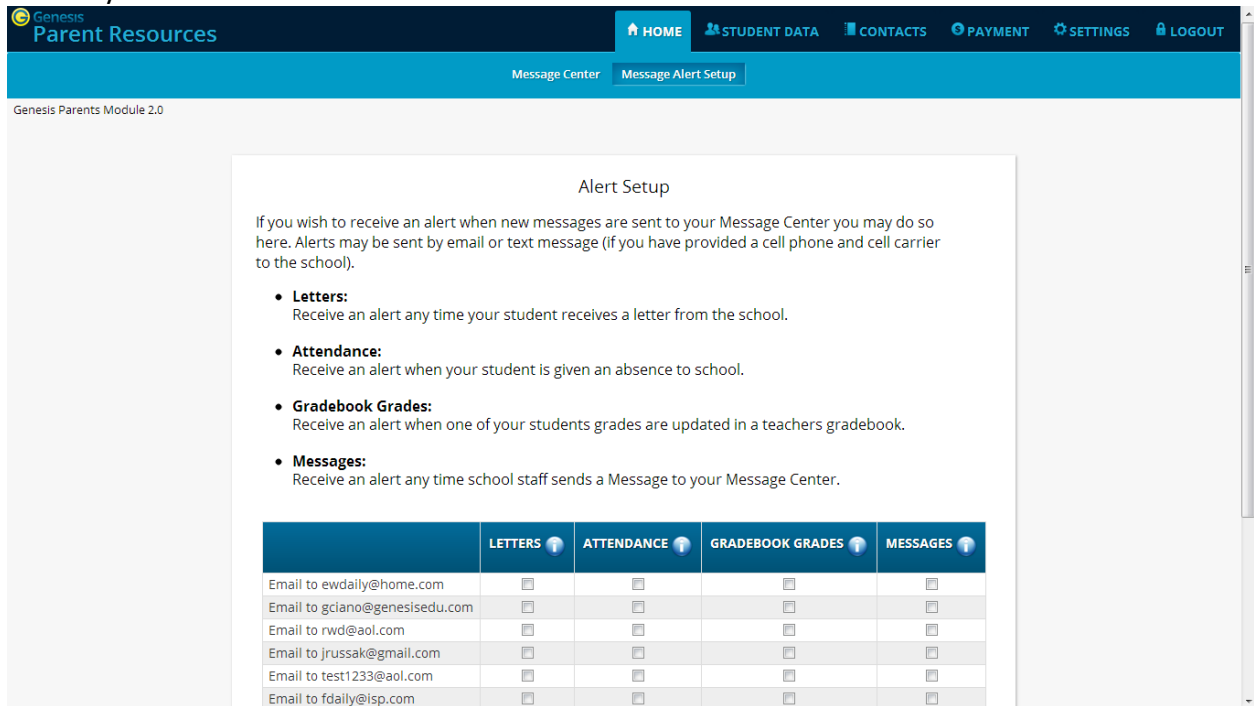 Genesis
Parent Resources
HOME STUDENT DATA CONTACTS PAYMENT SETTINGS LOGOUT
Message Center Message Alert Setup
Genesis Parents Module 2.0
Alert Setup
If you wish to receive an alert when new messages are sent to your Message Center you may do so
here. Alerts may be sent by email or text message (if you have provided a cell phone and cell carrier
to the school).
• Letters:
Receive an alert any time your student receives a letter from the school.
• Attendance:
Receive an alert when your student is given an absence to school.
• Gradebook Grades:
Receive an alert when one of your students grades are updated in a teachers gradebook.
• Messages:
Receive an alert any time school staff sends a Message to your Message Center.
LETTERS ATTENDANCE GRADEBOOK GRADES MESSAGES
Email to ewdaily@home.com
Email to gciano@genesisedu.com
Email to rwd@aol.com
Email to jrussak@gmail.com
Email to test1233@aol.com
Email to fdaily@isp.com